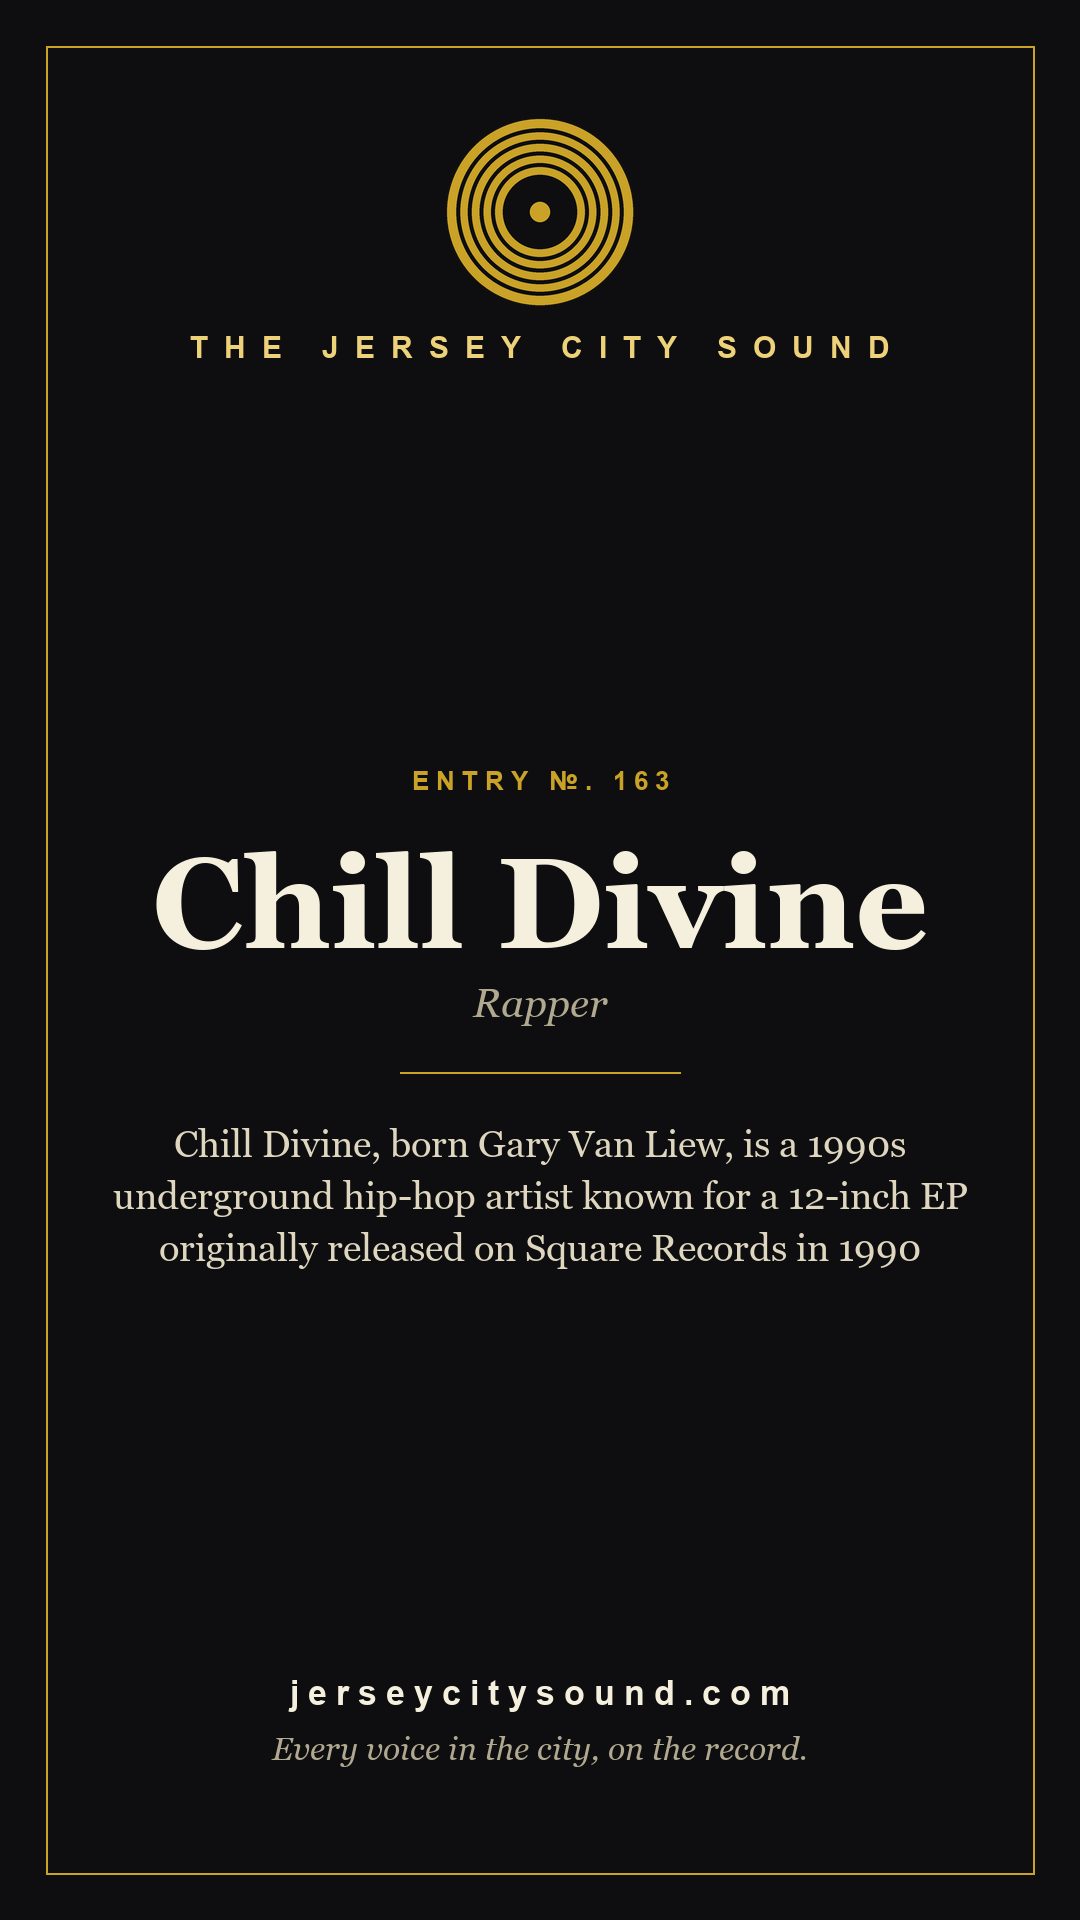 THE JERSEY CITY SOUND
ENTRY №. 163
Chill Divine
Rapper
Chill Divine, born Gary Van Liew, is a 1990s
underground hip-hop artist known for a 12-inch EP
originally released on Square Records in 1990
jerseycitysound.com
Every voice in the city, on the record.